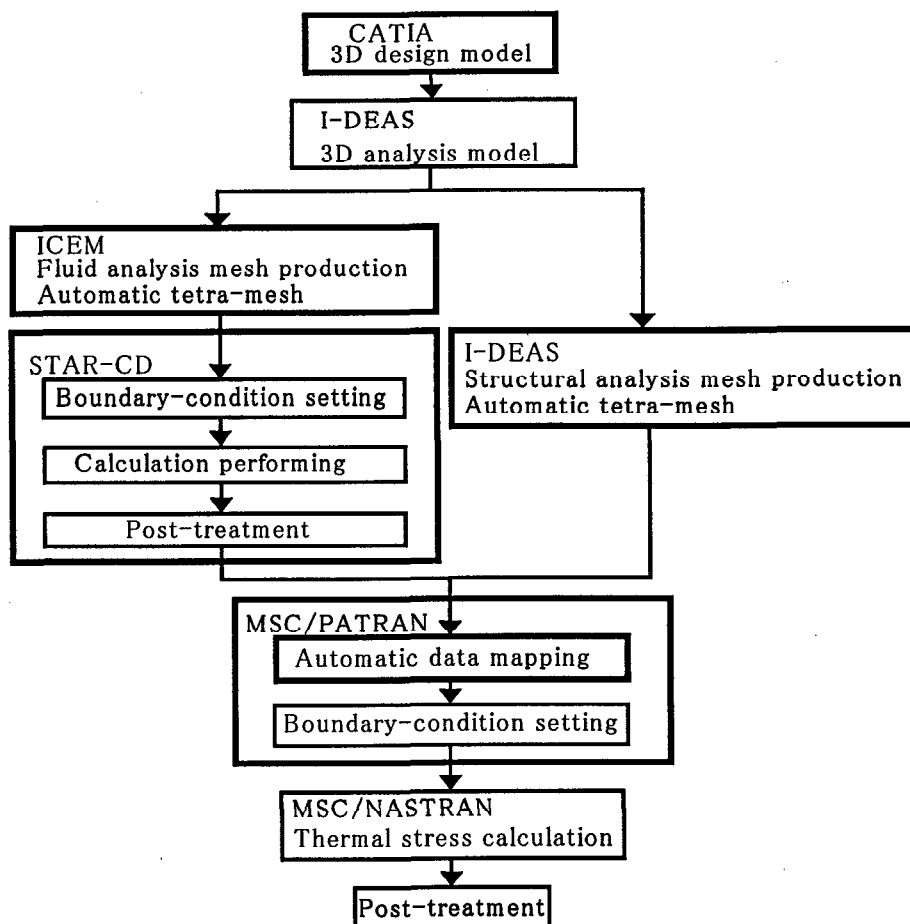 CATIA
3D design model
I-DEAS
3D analysis model
ICEM
Fluid analysis mesh production
Automatic tetra-mesh
STAR-CD
Boundary-condition setting
Calculation performing
Post-treatment
I-DEAS
Structural analysis mesh production
Automatic tetra-mesh
MSC/PATRAN
Automatic data mapping
Boundary-condition setting
MSC/NASTRAN
Thermal stress calculation
Post-treatment